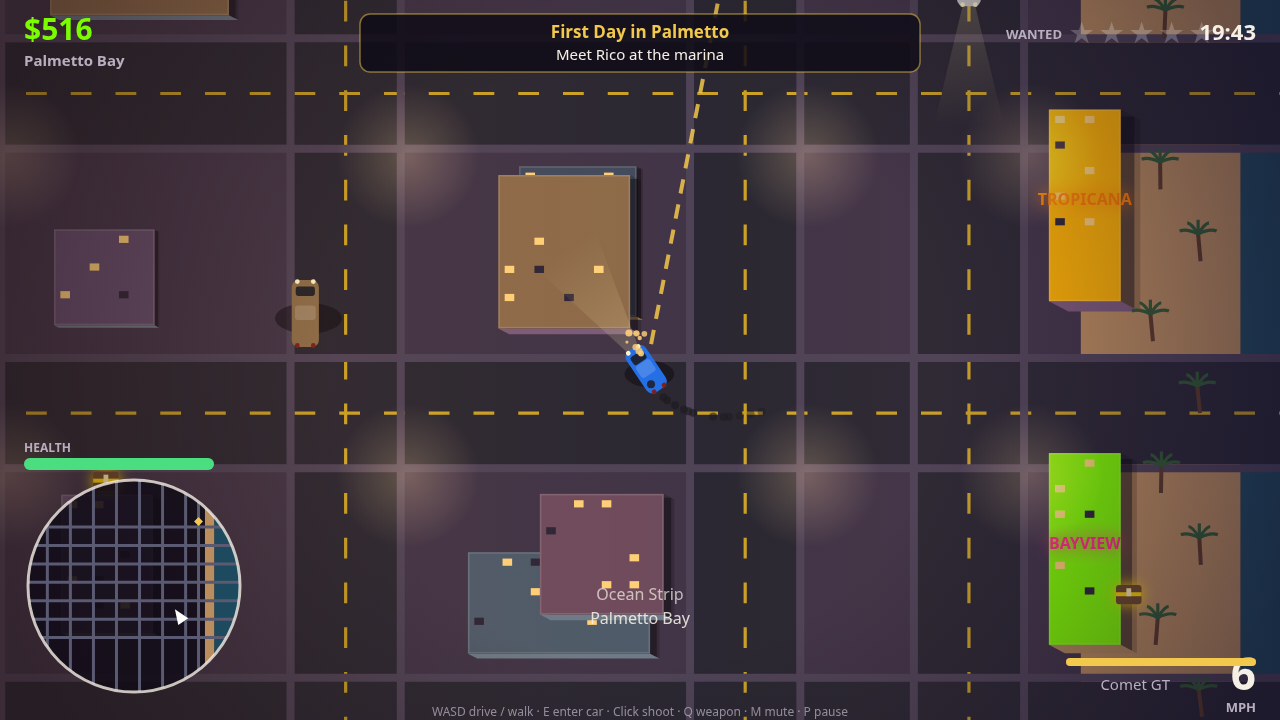 $516
Palmetto Bay
First Day in Palmetto
Meet Rico at the marina
WANTED
19:43
TROPICANA
HEALTH
BAYVIEW
Ocean Strip
Palmetto Bay
6
Comet GT
MPH
WASD drive / walk · E enter car · Click shoot · Q weapon · M mute · P pause